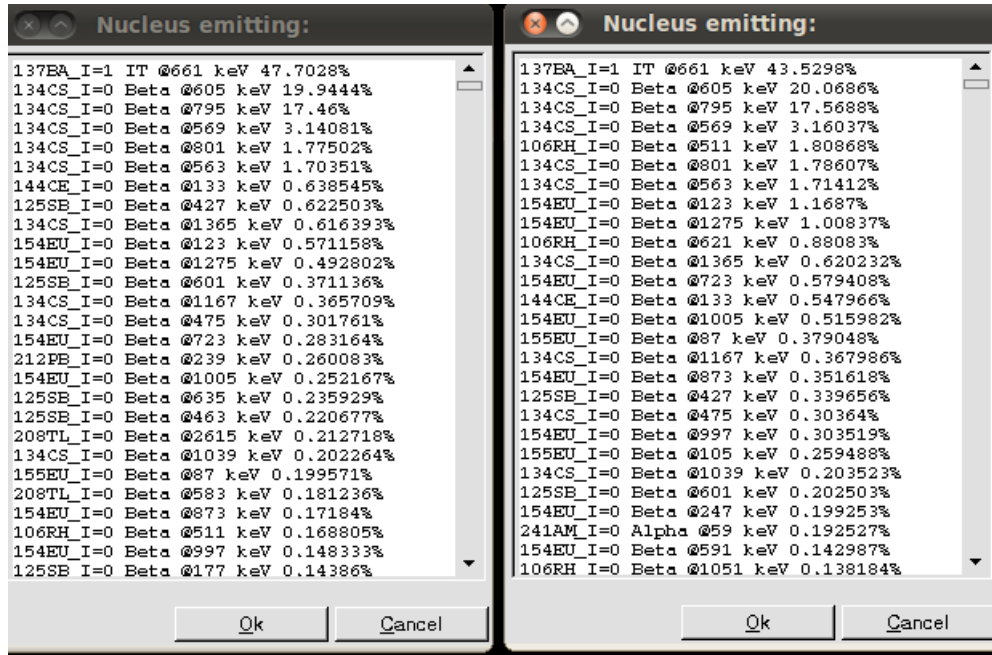 Nucleus emitting:
137BA_I=1 IT @661 keV 47.7028%
134CS_I=0 Beta @605 keV 19.9444%
134CS_I=0 Beta @795 keV 17.46%
134CS_I=0 Beta @569 keV 3.14081%
134CS_I=0 Beta @801 keV 1.77502%
134CS_I=0 Beta @563 keV 1.70351%
144CE_I=0 Beta @133 keV 0.638545%
125SB_I=0 Beta @427 keV 0.622503%
134CS_I=0 Beta @1365 keV 0.616393%
154EU_I=0 Beta @123 keV 0.571158%
154EU_I=0 Beta @1275 keV 0.492802%
125SB_I=0 Beta @601 keV 0.371136%
134CS_I=0 Beta @1167 keV 0.365709%
134CS_I=0 Beta @475 keV 0.301761%
154EU_I=0 Beta @723 keV 0.283164%
212PB_I=0 Beta @239 keV 0.260083%
154EU_I=0 Beta @1005 keV 0.252167%
125SB_I=0 Beta @635 keV 0.235929%
125SB_I=0 Beta @463 keV 0.220677%
208TL_I=0 Beta @2615 keV 0.212718%
134CS_I=0 Beta @1039 keV 0.202264%
155EU_I=0 Beta @87 keV 0.199571%
208TL_I=0 Beta @583 keV 0.181236%
154EU_I=0 Beta @873 keV 0.17184%
106RH_I=0 Beta @511 keV 0.168805%
154EU_I=0 Beta @997 keV 0.148333%
125SB_I=0 Beta @177 keV 0.14386%
Ok Cancel
Nucleus emitting:
137BA_I=1 IT @661 keV 43.5298%
134CS_I=0 Beta @605 keV 20.0686%
134CS_I=0 Beta @795 keV 17.5688%
134CS_I=0 Beta @569 keV 3.16037%
106RH_I=0 Beta @511 keV 1.80868%
134CS_I=0 Beta @801 keV 1.78607%
134CS_I=0 Beta @563 keV 1.71412%
154EU_I=0 Beta @123 keV 1.1687%
154EU_I=0 Beta @1275 keV 1.00837%
106RH_I=0 Beta @621 keV 0.88083%
134CS_I=0 Beta @1365 keV 0.620232%
154EU_I=0 Beta @723 keV 0.579408%
144CE_I=0 Beta @133 keV 0.547966%
154EU_I=0 Beta @1005 keV 0.515982%
155EU_I=0 Beta @87 keV 0.379048%
134CS_I=0 Beta @1167 keV 0.367986%
154EU_I=0 Beta @873 keV 0.351618%
125SB_I=0 Beta @427 keV 0.339656%
134CS_I=0 Beta @475 keV 0.30364%
154EU_I=0 Beta @997 keV 0.303519%
155EU_I=0 Beta @105 keV 0.259488%
134CS_I=0 Beta @1039 keV 0.203523%
125SB_I=0 Beta @601 keV 0.202503%
154EU_I=0 Beta @247 keV 0.199253%
241AM_I=0 Alpha @59 keV 0.192527%
154EU_I=0 Beta @591 keV 0.142987%
106RH_I=0 Beta @1051 keV 0.138184%
Ok Cancel